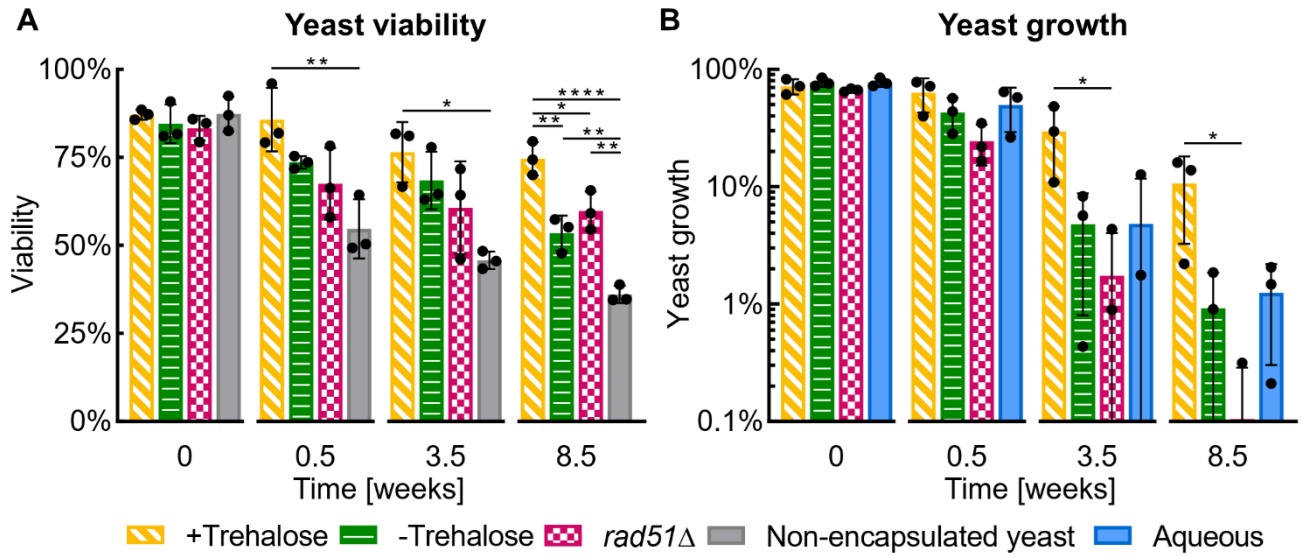 A Yeast viability
B Yeast growth
100%
75%
50%
25%
0%
Viability
**
*
****
*
**
**
**
0 0.5 3.5 8.5
Time [weeks]
100%
10%
1%
0.1%
Yeast growth
*
*
0 0.5 3.5 8.5
Time [weeks]
+Trehalose -Trehalose rad51Δ Non-encapsulated yeast Aqueous